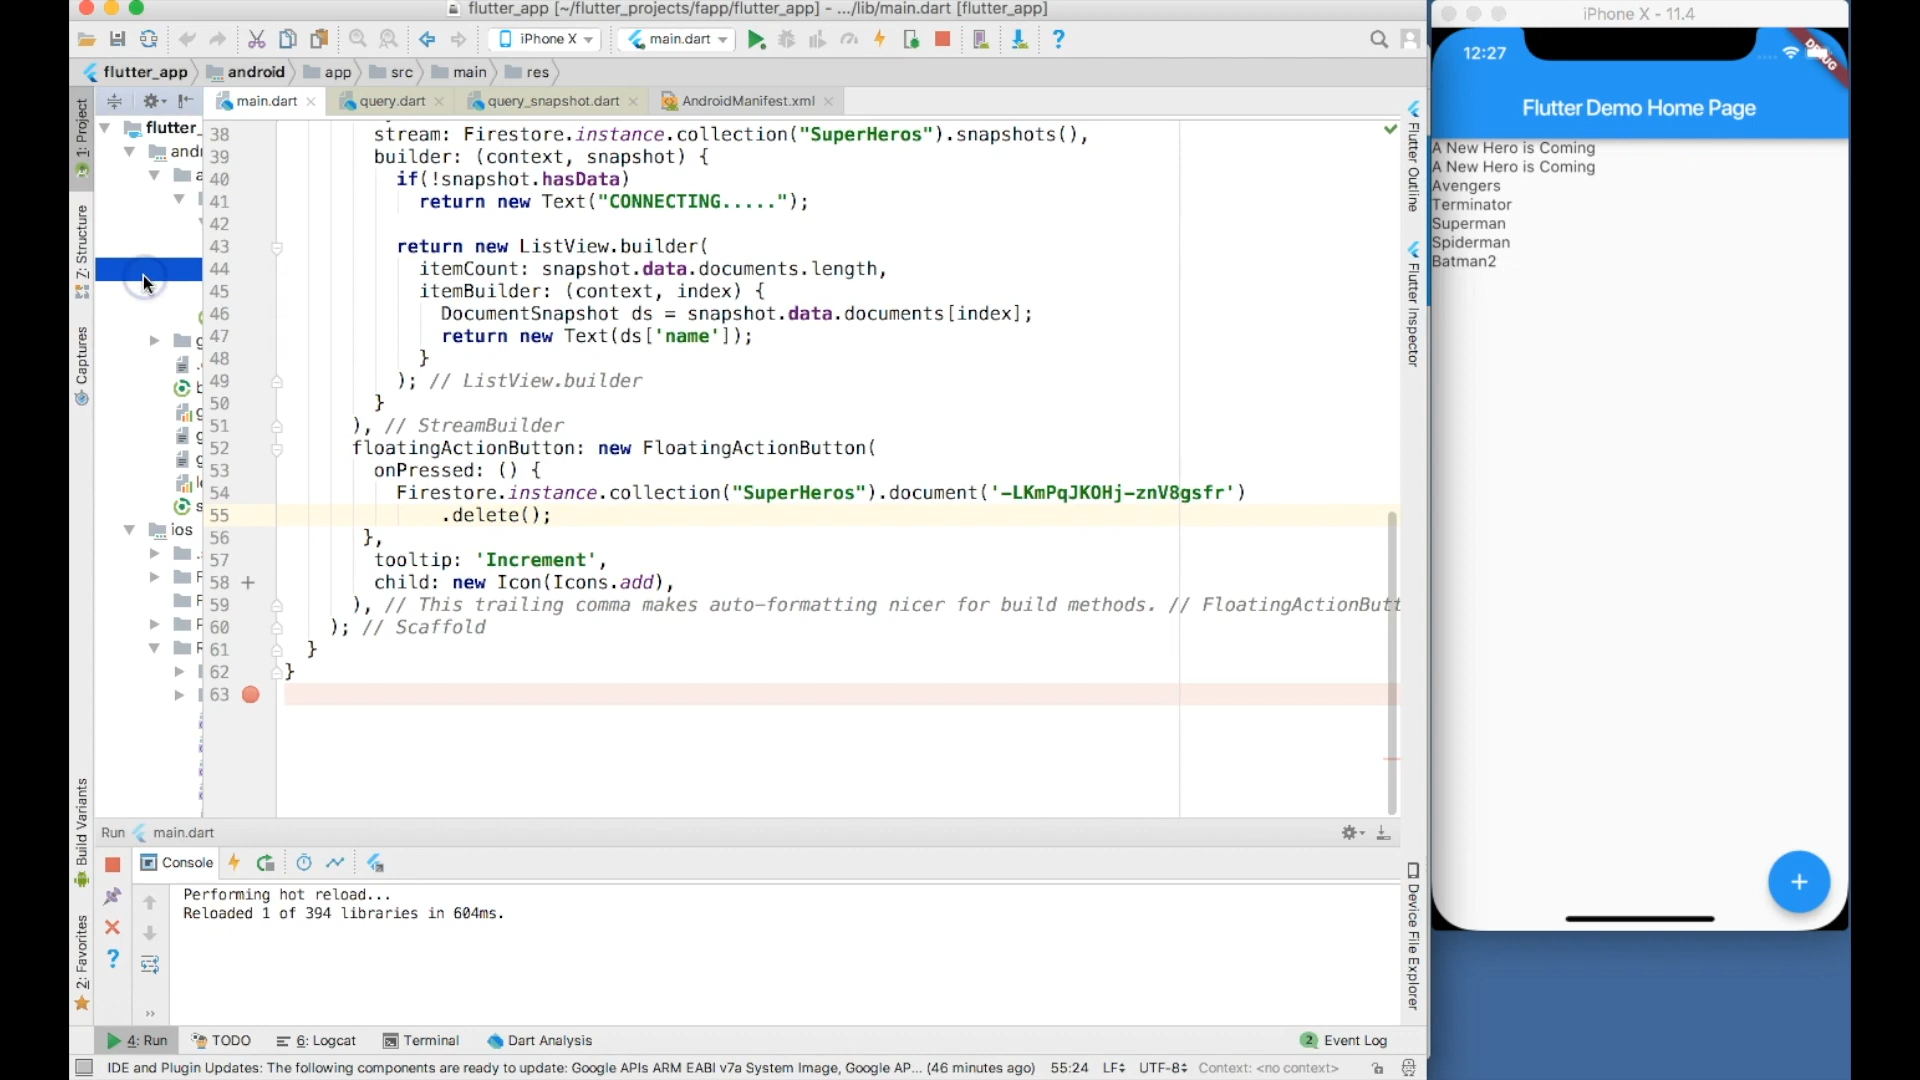 flutter_app [~/flutter_projects/fapp/flutter_app] - .../lib/main.dart [flutter_app]
iPhone X - 11.4
iPhone X
main.dart
flutter_app
android
app
src
main
res
main.dart
query.dart
query_snapshot.dart
AndroidManifest.xml
1: Project
7: Structure
Captures
Build Variants
2: Favorites
flutter_
andr
ios
38 stream: Firestore.instance.collection("SuperHeros").snapshots(),
39 builder: (context, snapshot) {
40 if(!snapshot.hasData)
41 return new Text("CONNECTING.....");
42
43 return new ListView.builder(
44 itemCount: snapshot.data.documents.length,
45 itemBuilder: (context, index) {
46 DocumentSnapshot ds = snapshot.data.documents[index];
47 return new Text(ds['name']);
48 }
49 ); // ListView.builder
50 }
51 ), // StreamBuilder
52 floatingActionButton: new FloatingActionButton(
53 onPressed: () {
54 Firestore.instance.collection("SuperHeros").document('-LKmPqJKOHj-znV8gsfr')
55 .delete();
56 },
57 tooltip: 'Increment',
58 child: new Icon(Icons.add),
59 ), // This trailing comma makes auto-formatting nicer for build methods. // FloatingActionButt
60 ); // Scaffold
61 }
62 }
63
Flutter Outline
Flutter Inspector
Device File Explorer
12:27
DEBUG
Flutter Demo Home Page
A New Hero is Coming
A New Hero is Coming
Avengers
Terminator
Superman
Spiderman
Batman2
Run main.dart
Console
Performing hot reload...
Reloaded 1 of 394 libraries in 604ms.
4: Run
TODO
6: Logcat
Terminal
Dart Analysis
2 Event Log
IDE and Plugin Updates: The following components are ready to update: Google APIs ARM EABI v7a System Image, Google AP... (46 minutes ago)
55:24
LF
UTF-8
Context: <no context>